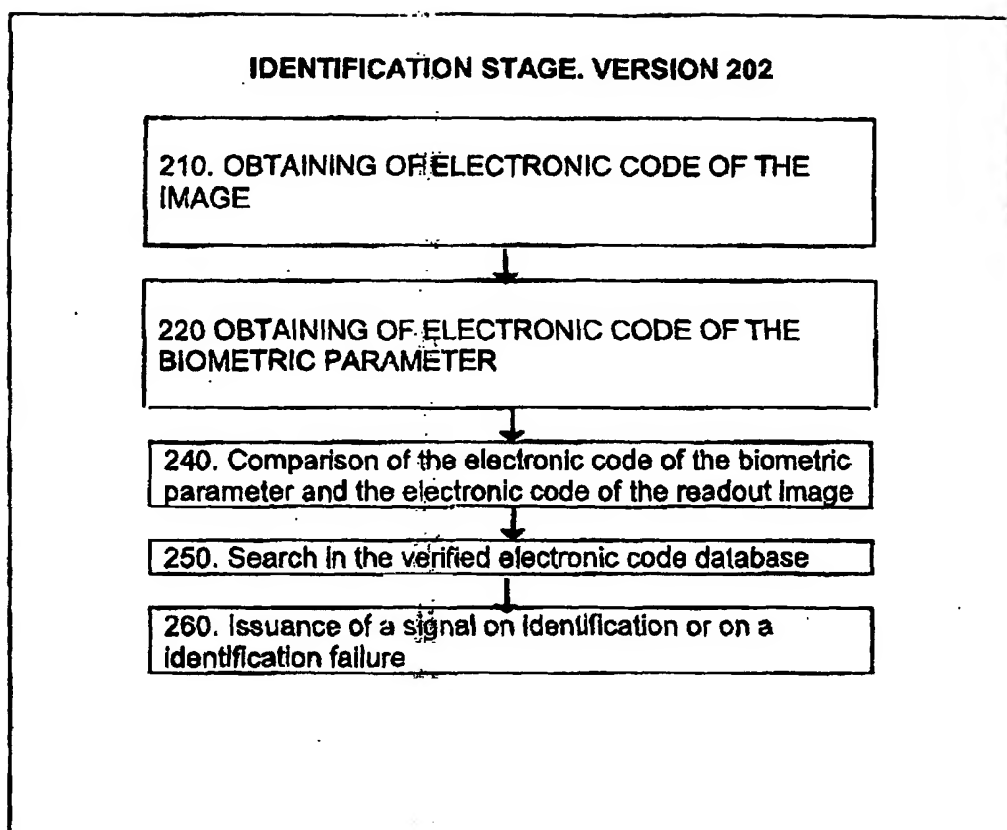 IDENTIFICATION STAGE. VERSION 202
210. OBTAINING OF ELECTRONIC CODE OF THE
IMAGE
220 OBTAINING OF ELECTRONIC CODE OF THE
BIOMETRIC PARAMETER
240. Comparison of the electronic code of the biometric
parameter and the electronic code of the readout image
250. Search in the verified electronic code database
260. Issuance of a signal on identification or on a
identification failure